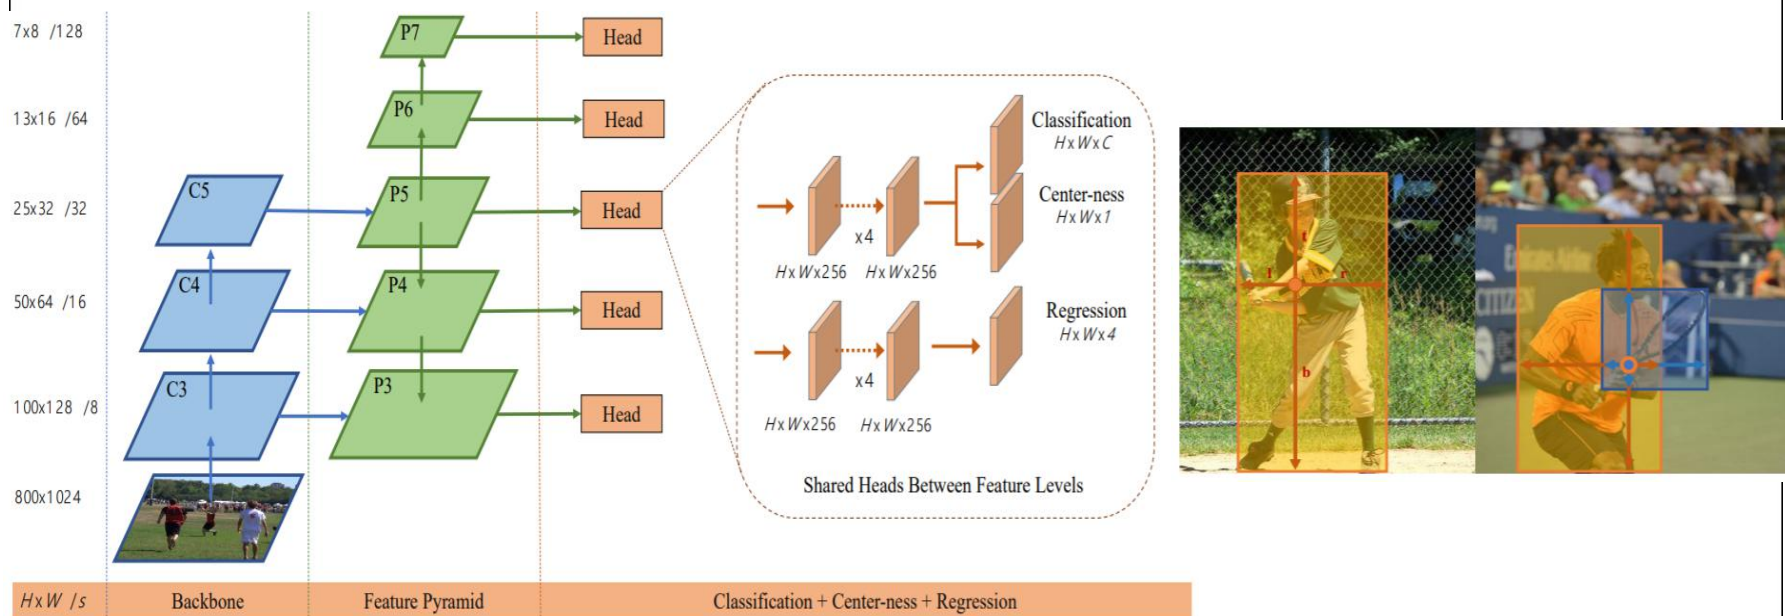 7x8 /128
13x16 /64
25x32 /32
50x64 /16
100x128 /8
800x1024
C5
C4
C3
P7
P6
P5
P4
P3
Head
Head
Head
Head
Head
Classification
HxWxC
Center-ness
HxWx1
x4
HxWx256 HxWx256
Regression
HxWx4
x4
HxWx256 HxWx256
Shared Heads Between Feature Levels
HxW /s Backbone Feature Pyramid Classification + Center-ness + Regression
t
l r
b
CITIZEN